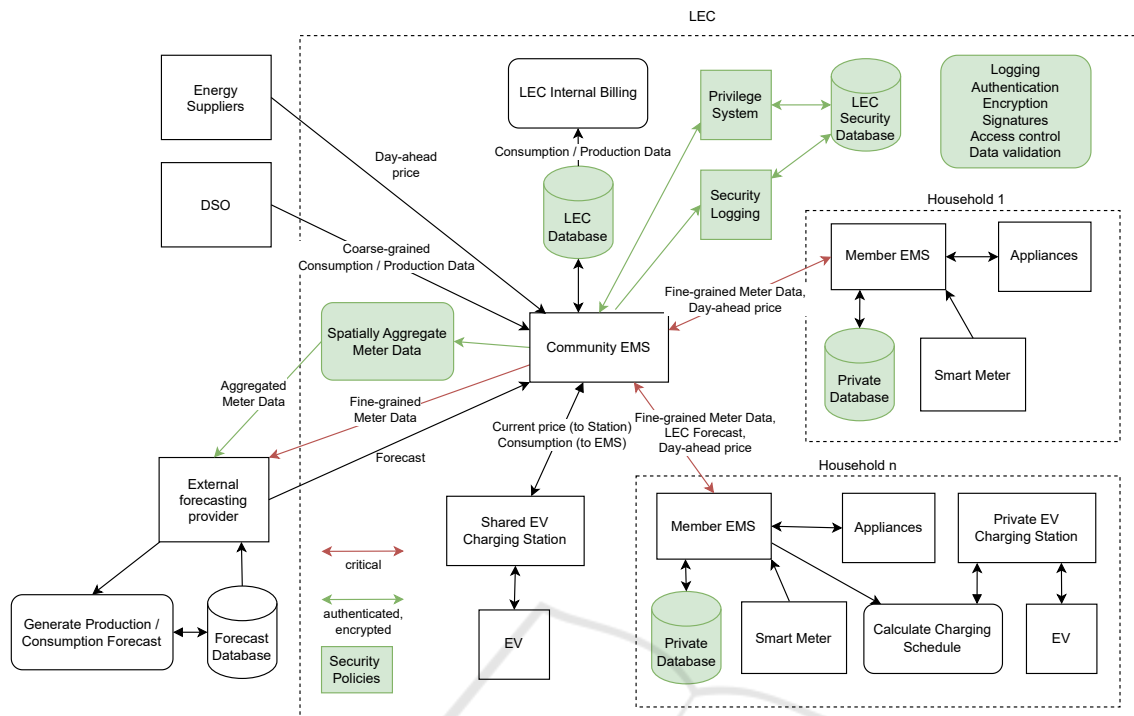 LEC
Energy
Suppliers
DSO
Day-ahead
price
Coarse-grained
Consumption / Production Data
LEC Internal Billing
Consumption / Production Data
LEC
Database
Privilege
System
LEC
Security
Database
Security
Logging
Logging
Authentication
Encryption
Signatures
Access control
Data validation
Household 1
Member EMS
Appliances
Private
Database
Smart Meter
Fine-grained Meter Data,
Day-ahead price
Spatially Aggregate
Meter Data
Community EMS
Aggregated
Meter Data
Fine-grained
Meter Data
Forecast
Current price (to Station)
Consumption (to EMS)
Fine-grained Meter Data,
LEC Forecast,
Day-ahead price
External
forecasting
provider
Generate Production /
Consumption Forecast
Forecast
Database
Shared EV
Charging Station
EV
critical
authenticated,
encrypted
Security
Policies
Household n
Member EMS
Appliances
Private EV
Charging Station
Private
Database
Smart Meter
Calculate Charging
Schedule
EV